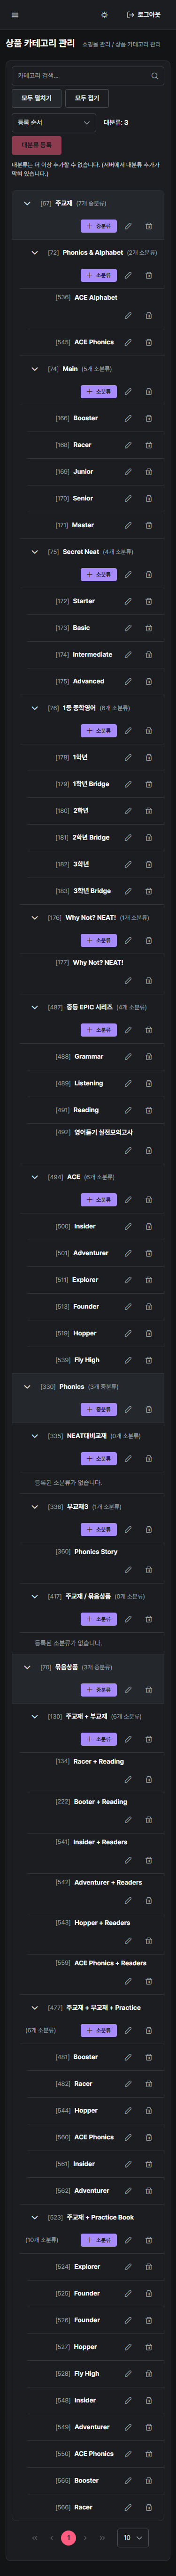 로그아웃
상품 카테고리 관리 쇼핑몰 관리 / 상품 카테고리 관리
카테고리 검색...
모두 펼치기 모두 접기
등록 순서 대분류: 3
대분류 등록
대분류는 더 이상 추가할 수 없습니다. (서버에서 대분류 추가가
막혀 있습니다.)
[67] 주교재 (7개 중분류)
중분류
[72] Phonics & Alphabet (2개 소분류)
소분류
[536] ACE Alphabet
[545] ACE Phonics
[74] Main (5개 소분류)
소분류
[166] Booster
[168] Racer
[169] Junior
[170] Senior
[171] Master
[75] Secret Neat (4개 소분류)
소분류
[172] Starter
[173] Basic
[174] Intermediate
[175] Advanced
[76] 1등 중학영어 (6개 소분류)
소분류
[178] 1학년
[179] 1학년 Bridge
[180] 2학년
[181] 2학년 Bridge
[182] 3학년
[183] 3학년 Bridge
[176] Why Not? NEAT! (1개 소분류)
소분류
[177] Why Not? NEAT!
[487] 중등 EPIC 시리즈 (4개 소분류)
소분류
[488] Grammar
[489] Listening
[491] Reading
[492] 영어듣기 실전모의고사
[494] ACE (6개 소분류)
소분류
[500] Insider
[501] Adventurer
[511] Explorer
[513] Founder
[519] Hopper
[539] Fly High
[330] Phonics (3개 중분류)
중분류
[335] NEAT대비교재 (0개 소분류)
소분류
등록된 소분류가 없습니다.
[336] 부교재3 (1개 소분류)
소분류
[360] Phonics Story
[417] 주교재 / 묶음상품 (0개 소분류)
소분류
등록된 소분류가 없습니다.
[70] 묶음상품 (3개 중분류)
중분류
[130] 주교재 + 부교재 (6개 소분류)
소분류
[134] Racer + Reading
[222] Booter + Reading
[541] Insider + Readers
[542] Adventurer + Readers
[543] Hopper + Readers
[559] ACE Phonics + Readers
[477] 주교재 + 부교재 + Practice
(6개 소분류) 소분류
[481] Booster
[482] Racer
[544] Hopper
[560] ACE Phonics
[561] Insider
[562] Adventurer
[523] 주교재 + Practice Book
(10개 소분류) 소분류
[524] Explorer
[525] Founder
[526] Founder
[527] Hopper
[528] Fly High
[548] Insider
[549] Adventurer
[550] ACE Phonics
[565] Booster
[566] Racer
1 10